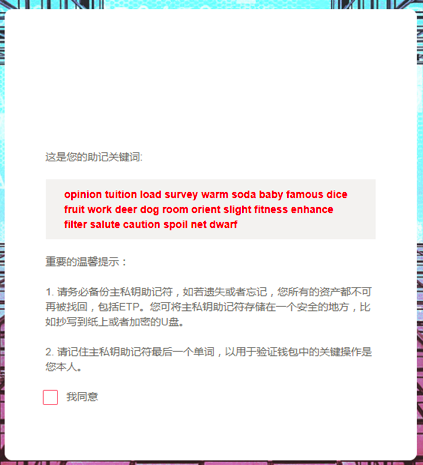 这是您的助记关键词:
opinion tuition load survey warm soda baby famous dice
fruit work deer dog room orient slight fitness enhance
filter salute caution spoil net dwarf
重要的温馨提示：
1. 请务必备份主私钥助记符，如若遗失或者忘记，您所有的资产都不可
再被找回，包括ETP。您可将主私钥助记符存储在一个安全的地方，比
如抄写到纸上或者加密的U盘。
2. 请记住主私钥助记符最后一个单词，以用于验证钱包中的关键操作是
您本人。
我同意